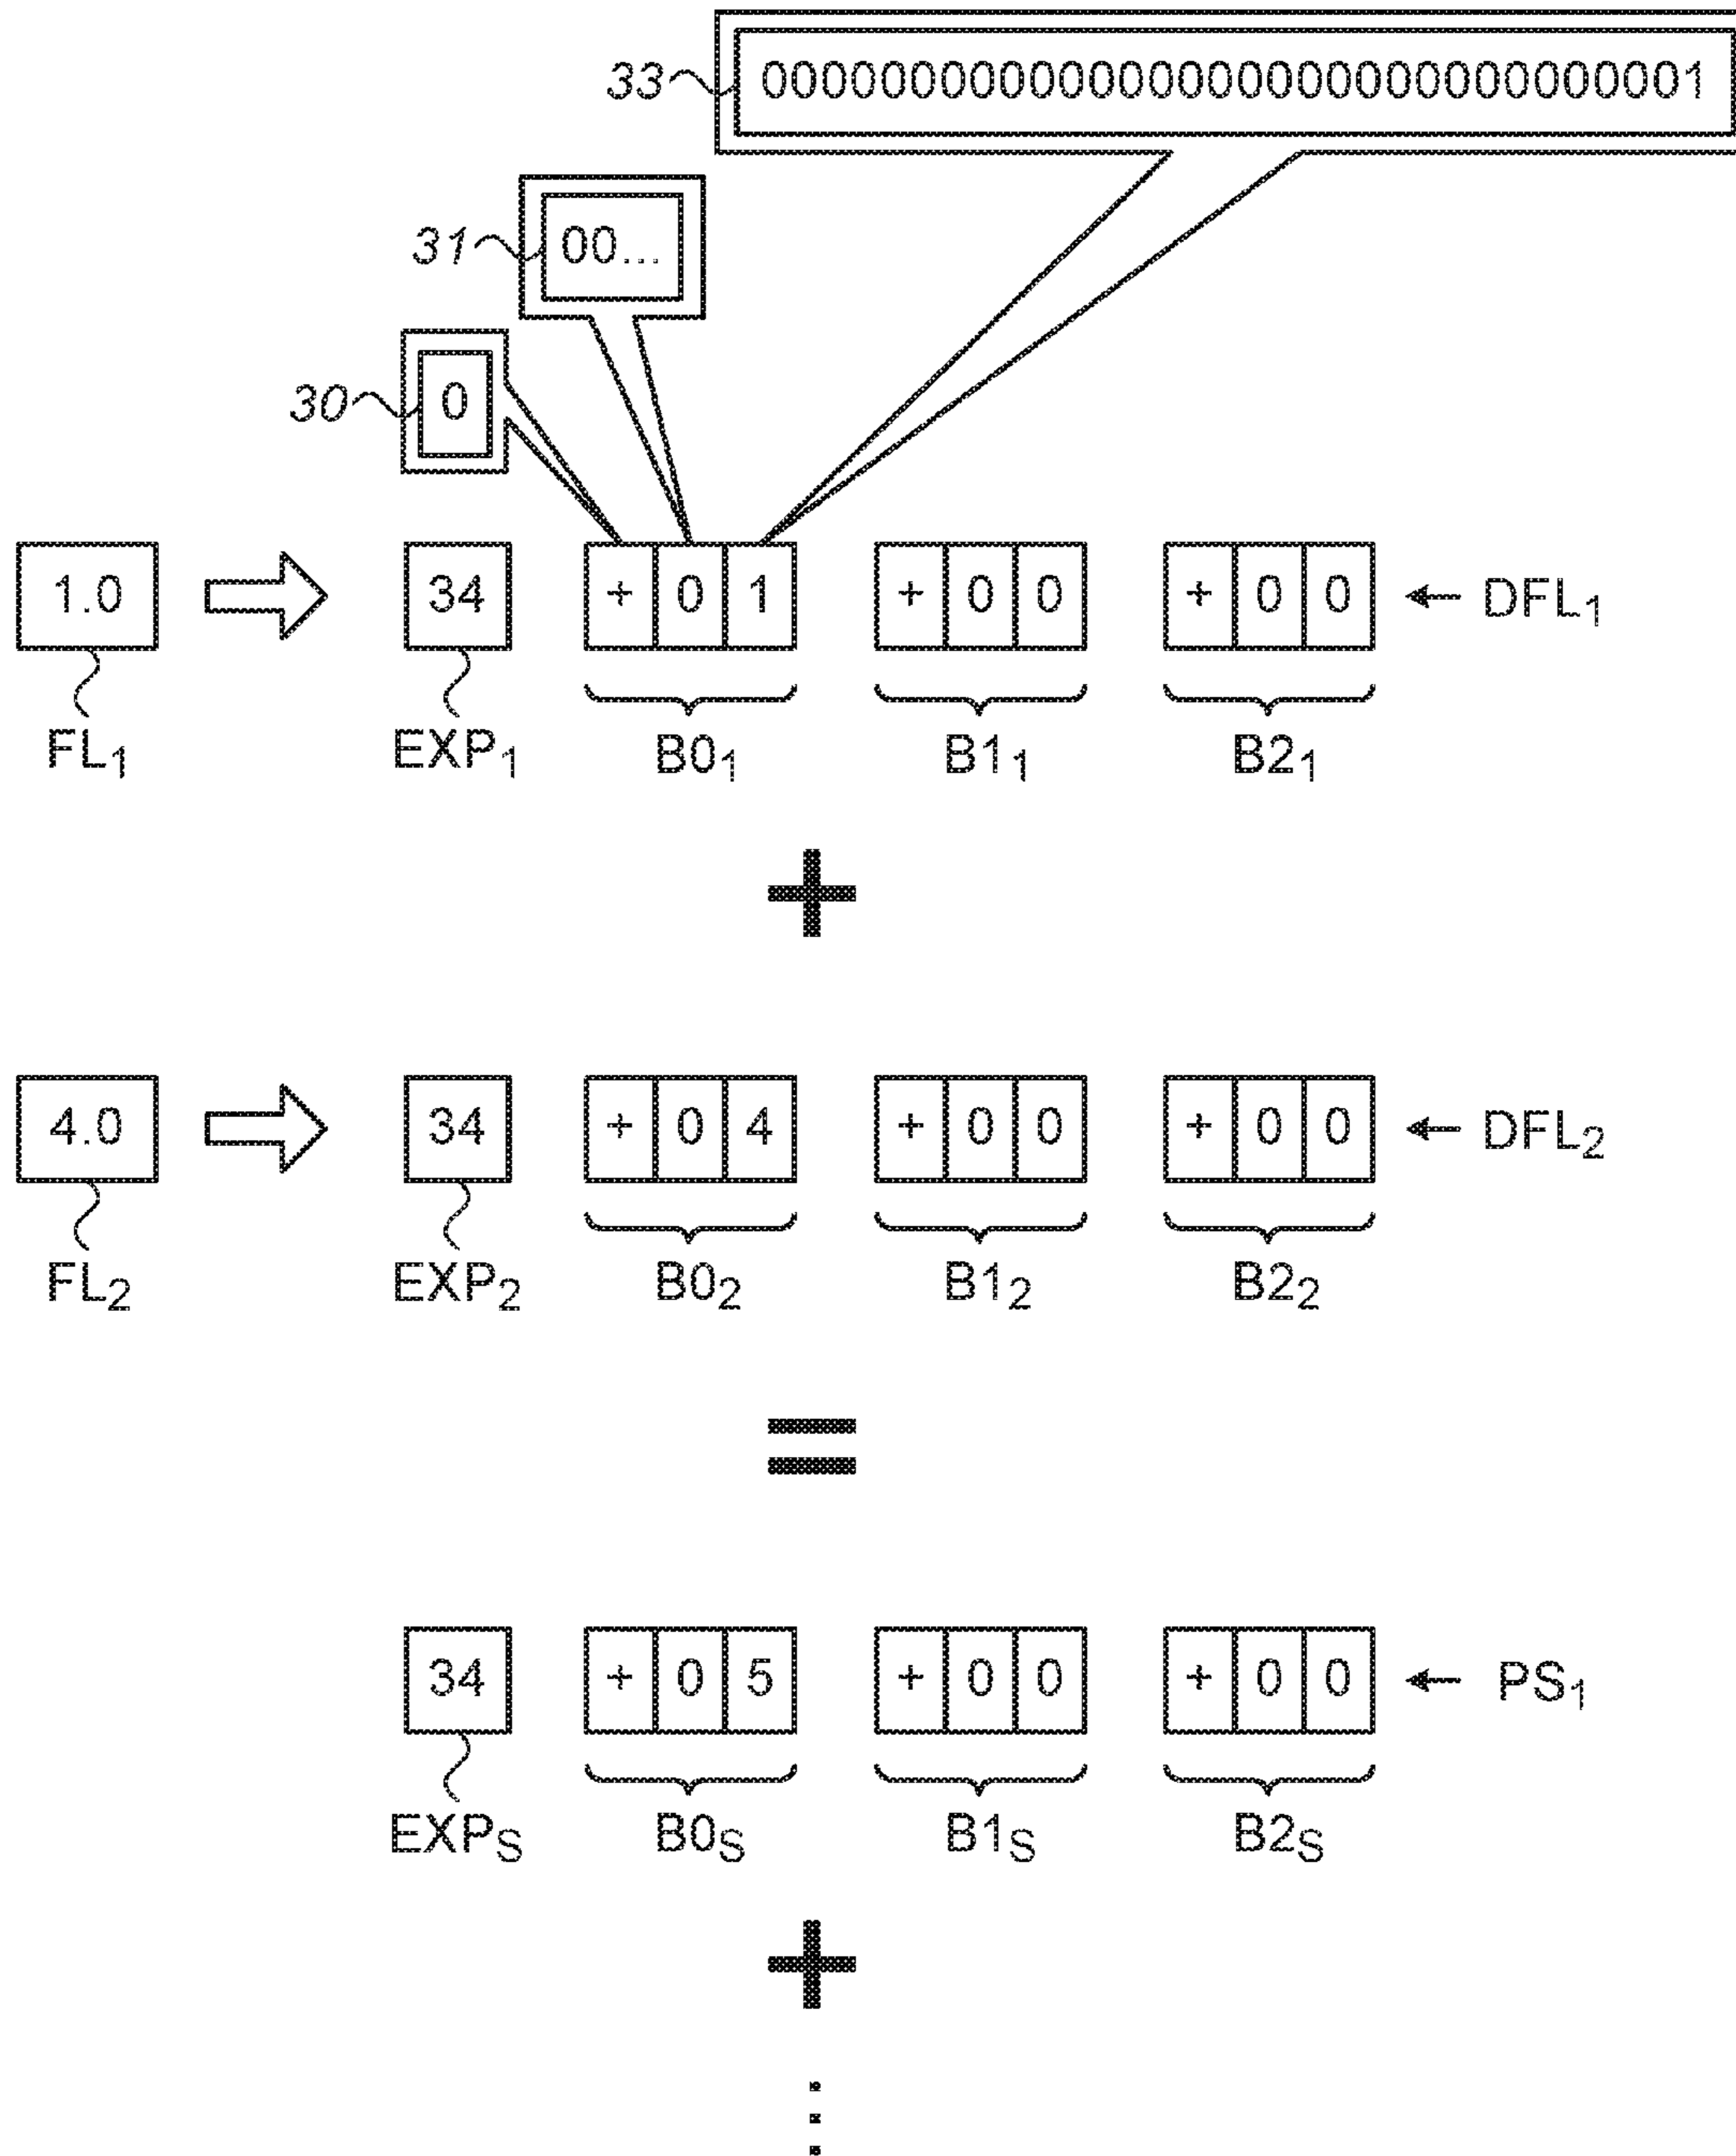 33 00000000000000000000000000000001
31 00...
30 0
1.0 34 + 0 1 + 0 0 + 0 0 ← DFL₁
FL₁ EXP₁ B0₁ B1₁ B2₁
+
4.0 34 + 0 4 + 0 0 + 0 0 ← DFL₂
FL₂ EXP₂ B0₂ B1₂ B2₂
=
34 + 0 5 + 0 0 + 0 0 ← PS₁
EXPS B0S B1S B2S
+